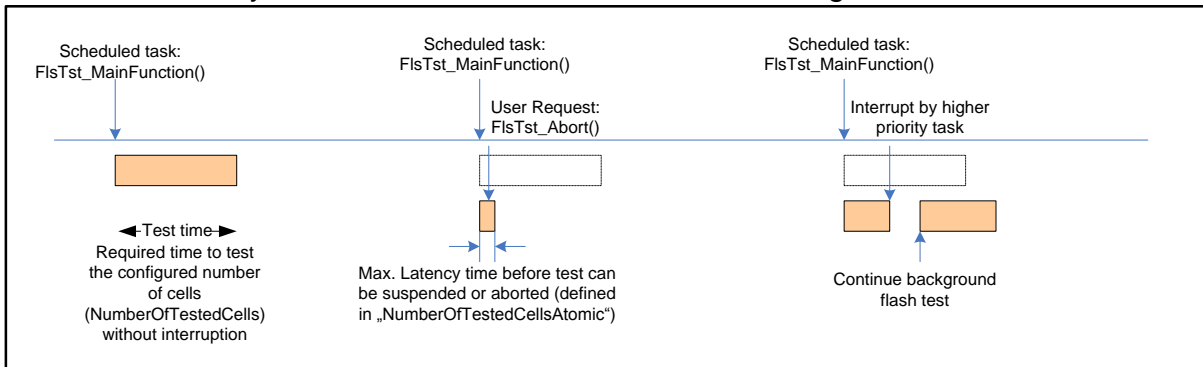 Scheduled task:
FlsTst_MainFunction()
Test time
Required time to test
the configured number
of cells
(NumberOfTestedCells)
without interruption
Scheduled task:
FlsTst_MainFunction()
User Request:
FlsTst_Abort()
Max. Latency time before test can
be suspended or aborted (defined
in „NumberOfTestedCellsAtomic“)
Scheduled task:
FlsTst_MainFunction()
Interrupt by higher
priority task
Continue background
flash test